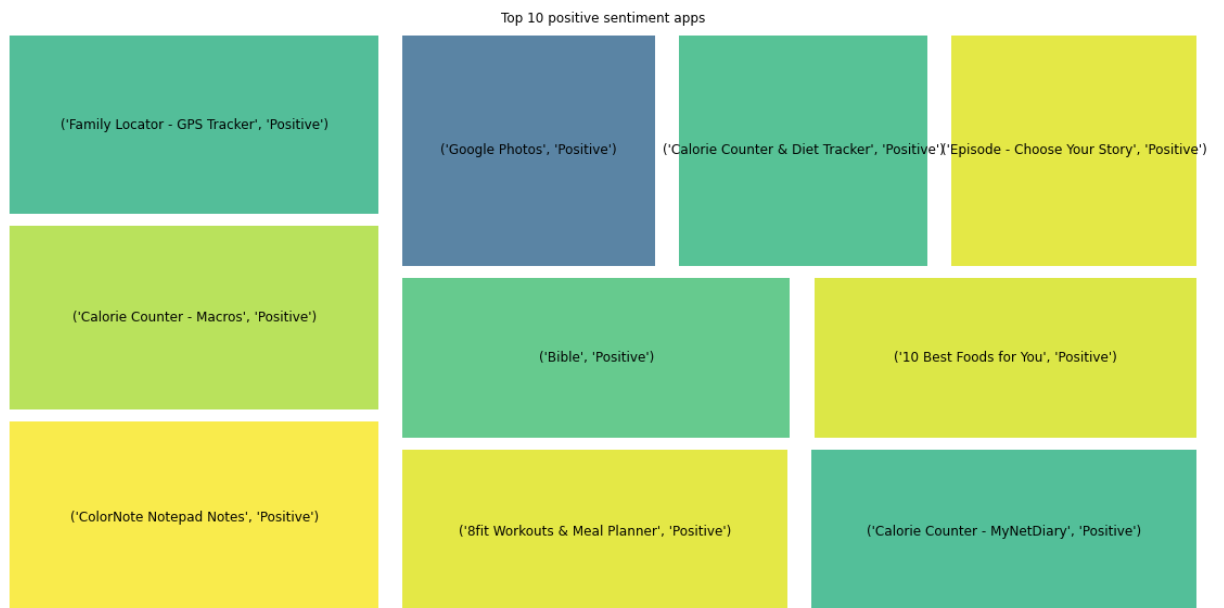 Top 10 positive sentiment apps
('Family Locator - GPS Tracker', 'Positive')
('Google Photos', 'Positive')
('Calorie Counter & Diet Tracker', 'Positive')
('Episode - Choose Your Story', 'Positive')
('Calorie Counter - Macros', 'Positive')
('Bible', 'Positive')
('10 Best Foods for You', 'Positive')
('ColorNote Notepad Notes', 'Positive')
('8fit Workouts & Meal Planner', 'Positive')
('Calorie Counter - MyNetDiary', 'Positive')